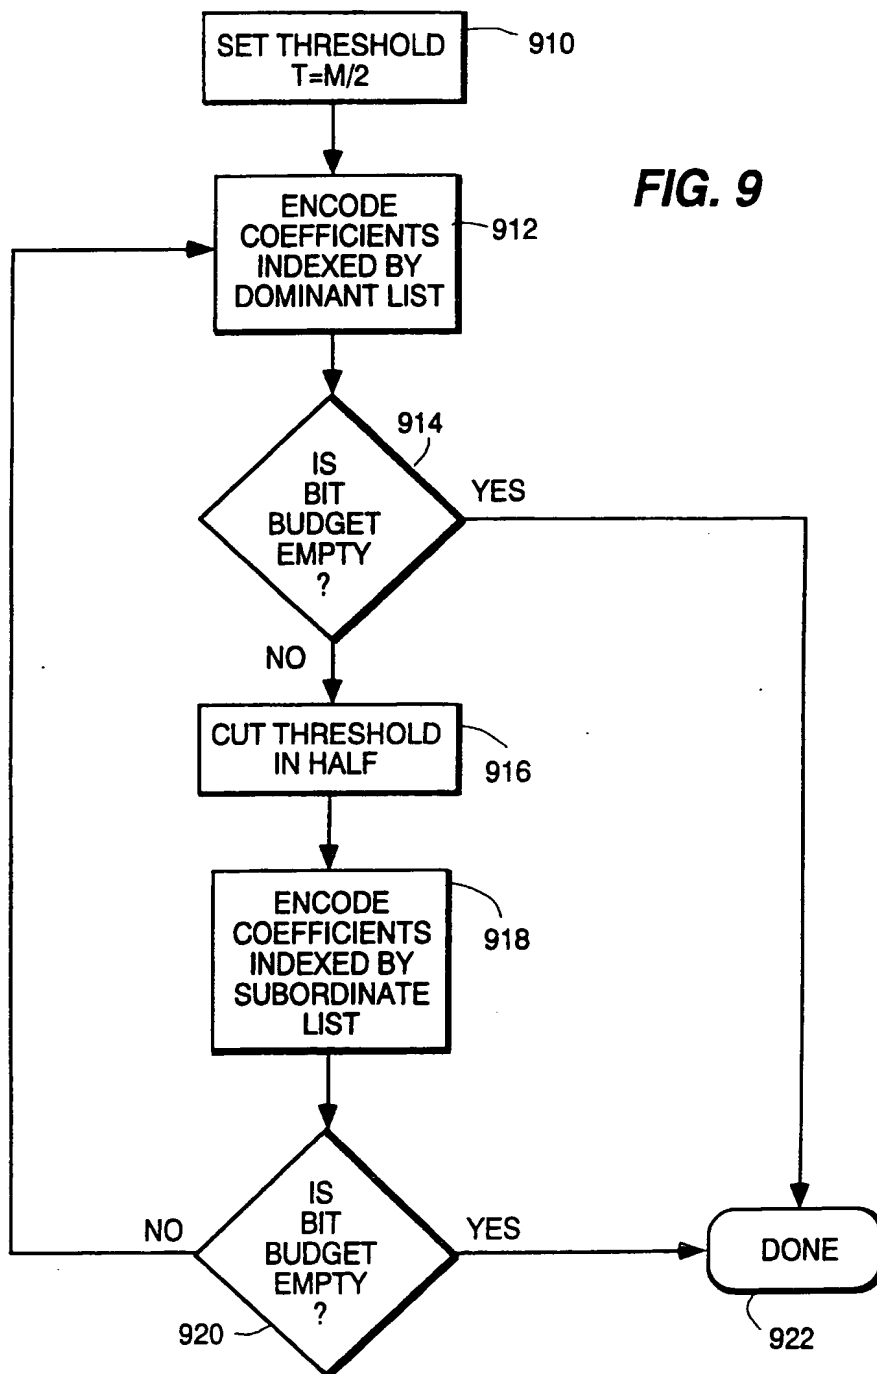 SET THRESHOLD
T=M/2
910
FIG. 9
ENCODE
COEFFICIENTS
INDEXED BY
DOMINANT LIST
912
914
IS
BIT
BUDGET
EMPTY
?
YES
NO
CUT THRESHOLD
IN HALF
916
ENCODE
COEFFICIENTS
INDEXED BY
SUBORDINATE
LIST
918
IS
BIT
BUDGET
EMPTY
?
NO
YES
920
DONE
922